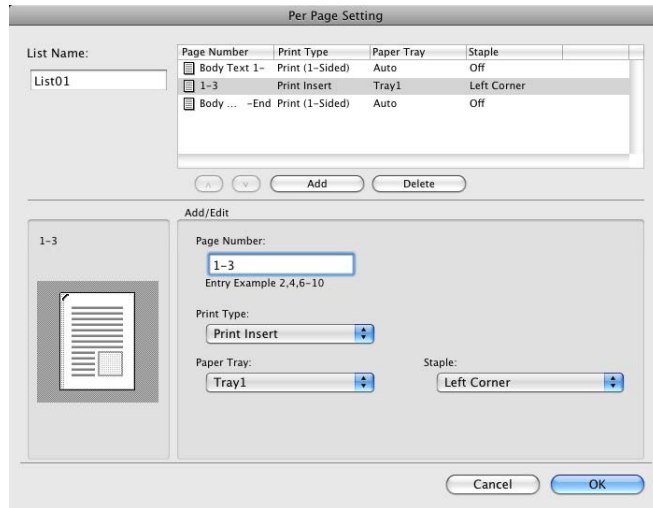 Per Page Setting
List Name:
List01
Page Number Print Type Paper Tray Staple
Body Text 1- Print (1-Sided) Auto Off
1-3 Print Insert Tray1 Left Corner
Body ... -End Print (1-Sided) Auto Off
Add Delete
Add/Edit
1-3
Page Number:
1-3
Entry Example 2,4,6-10
Print Type:
Print Insert
Paper Tray: Staple:
Tray1 Left Corner
Cancel OK